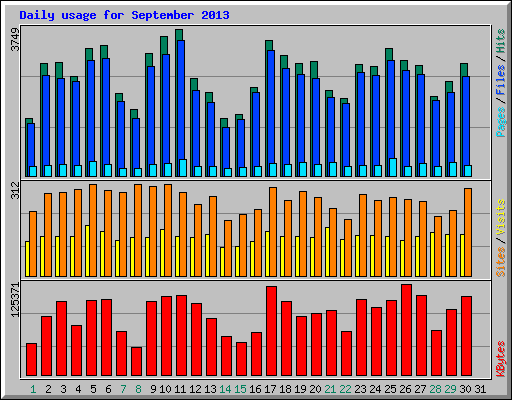 Daily usage for September 2013
3749
Pages / Files / Hits
312
Sites / Visits
125371
KBytes
1 2 3 4 5 6 7 8 9 10 11 12 13 14 15 16 17 18 19 20 21 22 23 24 25 26 27 28 29 30 31